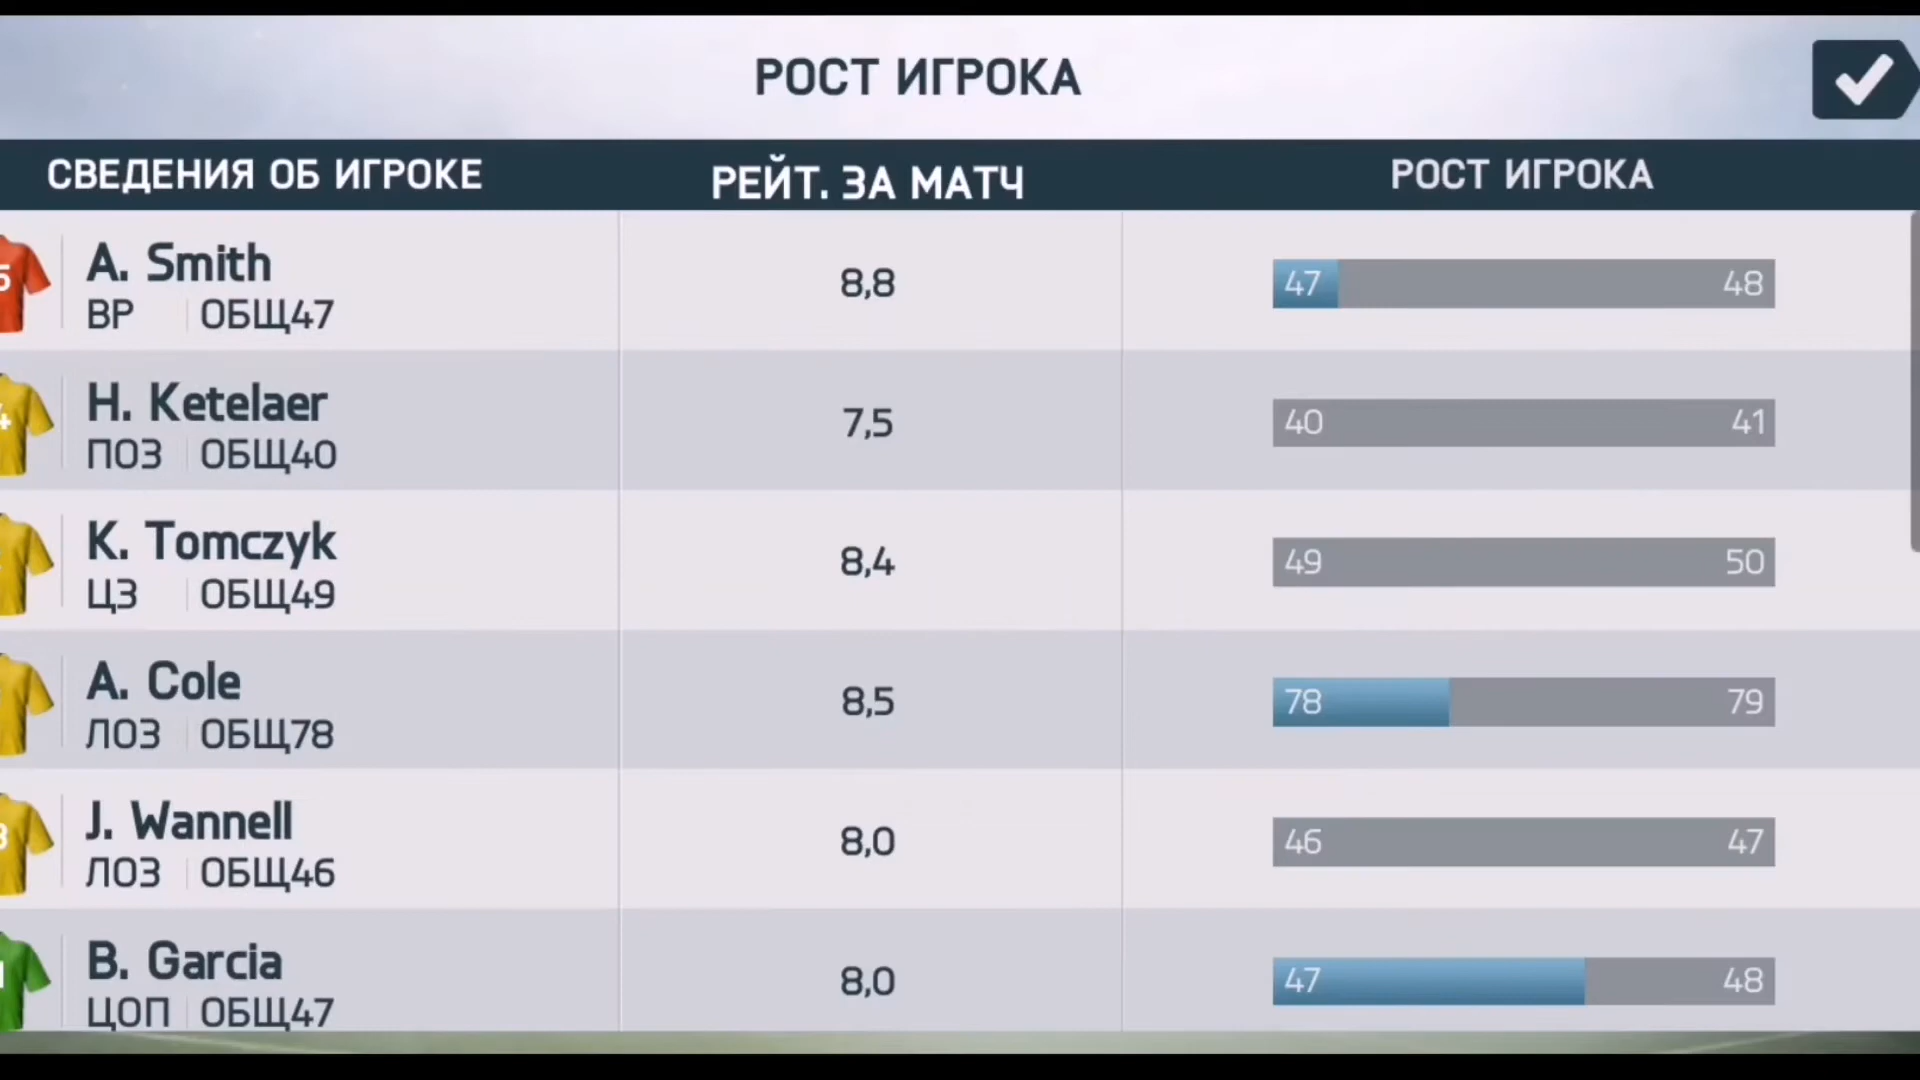 РОСТ ИГРОКА
СВЕДЕНИЯ ОБ ИГРОКЕ РЕЙТ. ЗА МАТЧ РОСТ ИГРОКА
5 A. Smith 8,8 47 48
ВР ОБЩ47
4 H. Ketelaer 7,5 40 41
ПОЗ ОБЩ40
K. Tomczyk 8,4 49 50
ЦЗ ОБЩ49
A. Cole 8,5 78 79
ЛОЗ ОБЩ78
J. Wannell 8,0 46 47
ЛОЗ ОБЩ46
B. Garcia 8,0 47 48
ЦОП ОБЩ47